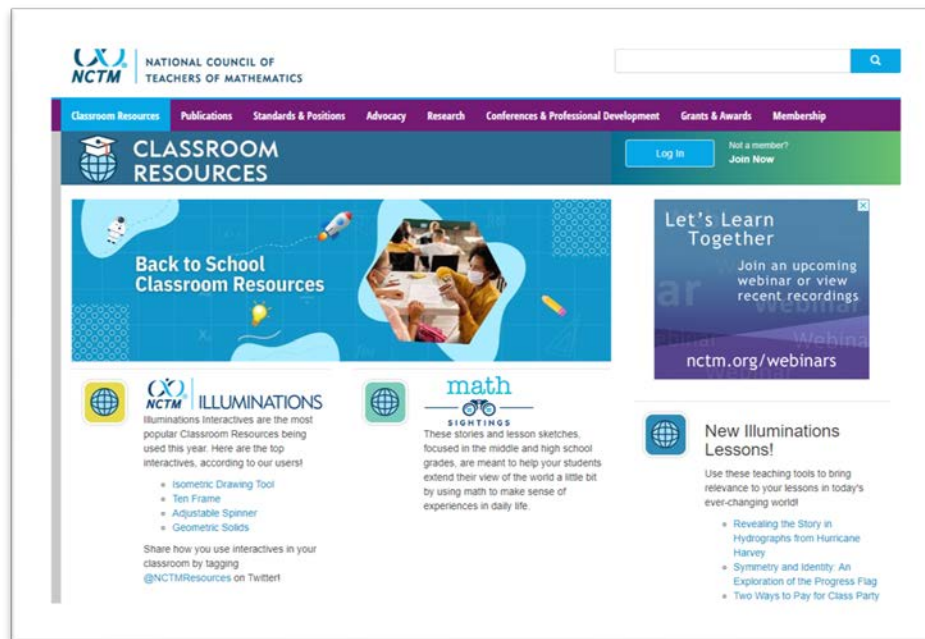 NCTM
NATIONAL COUNCIL OF
TEACHERS OF MATHEMATICS
Classroom Resources Publications Standards & Positions Advocacy Research Conferences & Professional Development Grants & Awards Membership
CLASSROOM
RESOURCES
Log In
Not a member?
Join Now
Back to School
Classroom Resources
Let's Learn
Together
Join an upcoming
webinar or view
recent recordings
nctm.org/webinars
NCTM ILLUMINATIONS
Illuminations Interactives are the most
popular Classroom Resources being
used this year. Here are the top
interactives, according to our users!
Isometric Drawing Tool
Ten Frame
Adjustable Spinner
Geometric Solids
Share how you use interactives in your
classroom by tagging
@NCTMResources on Twitter!
math
SIGHTINGS
These stories and lesson sketches,
focused in the middle and high school
grades, are meant to help your students
extend their view of the world a little bit
by using math to make sense of
experiences in daily life.
New Illuminations
Lessons!
Use these teaching tools to bring
relevance to your lessons in today's
ever-changing world!
Revealing the Story in
Hydrographs from Hurricane
Harvey
Symmetry and Identity: An
Exploration of the Progress Flag
Two Ways to Pay for Class Party